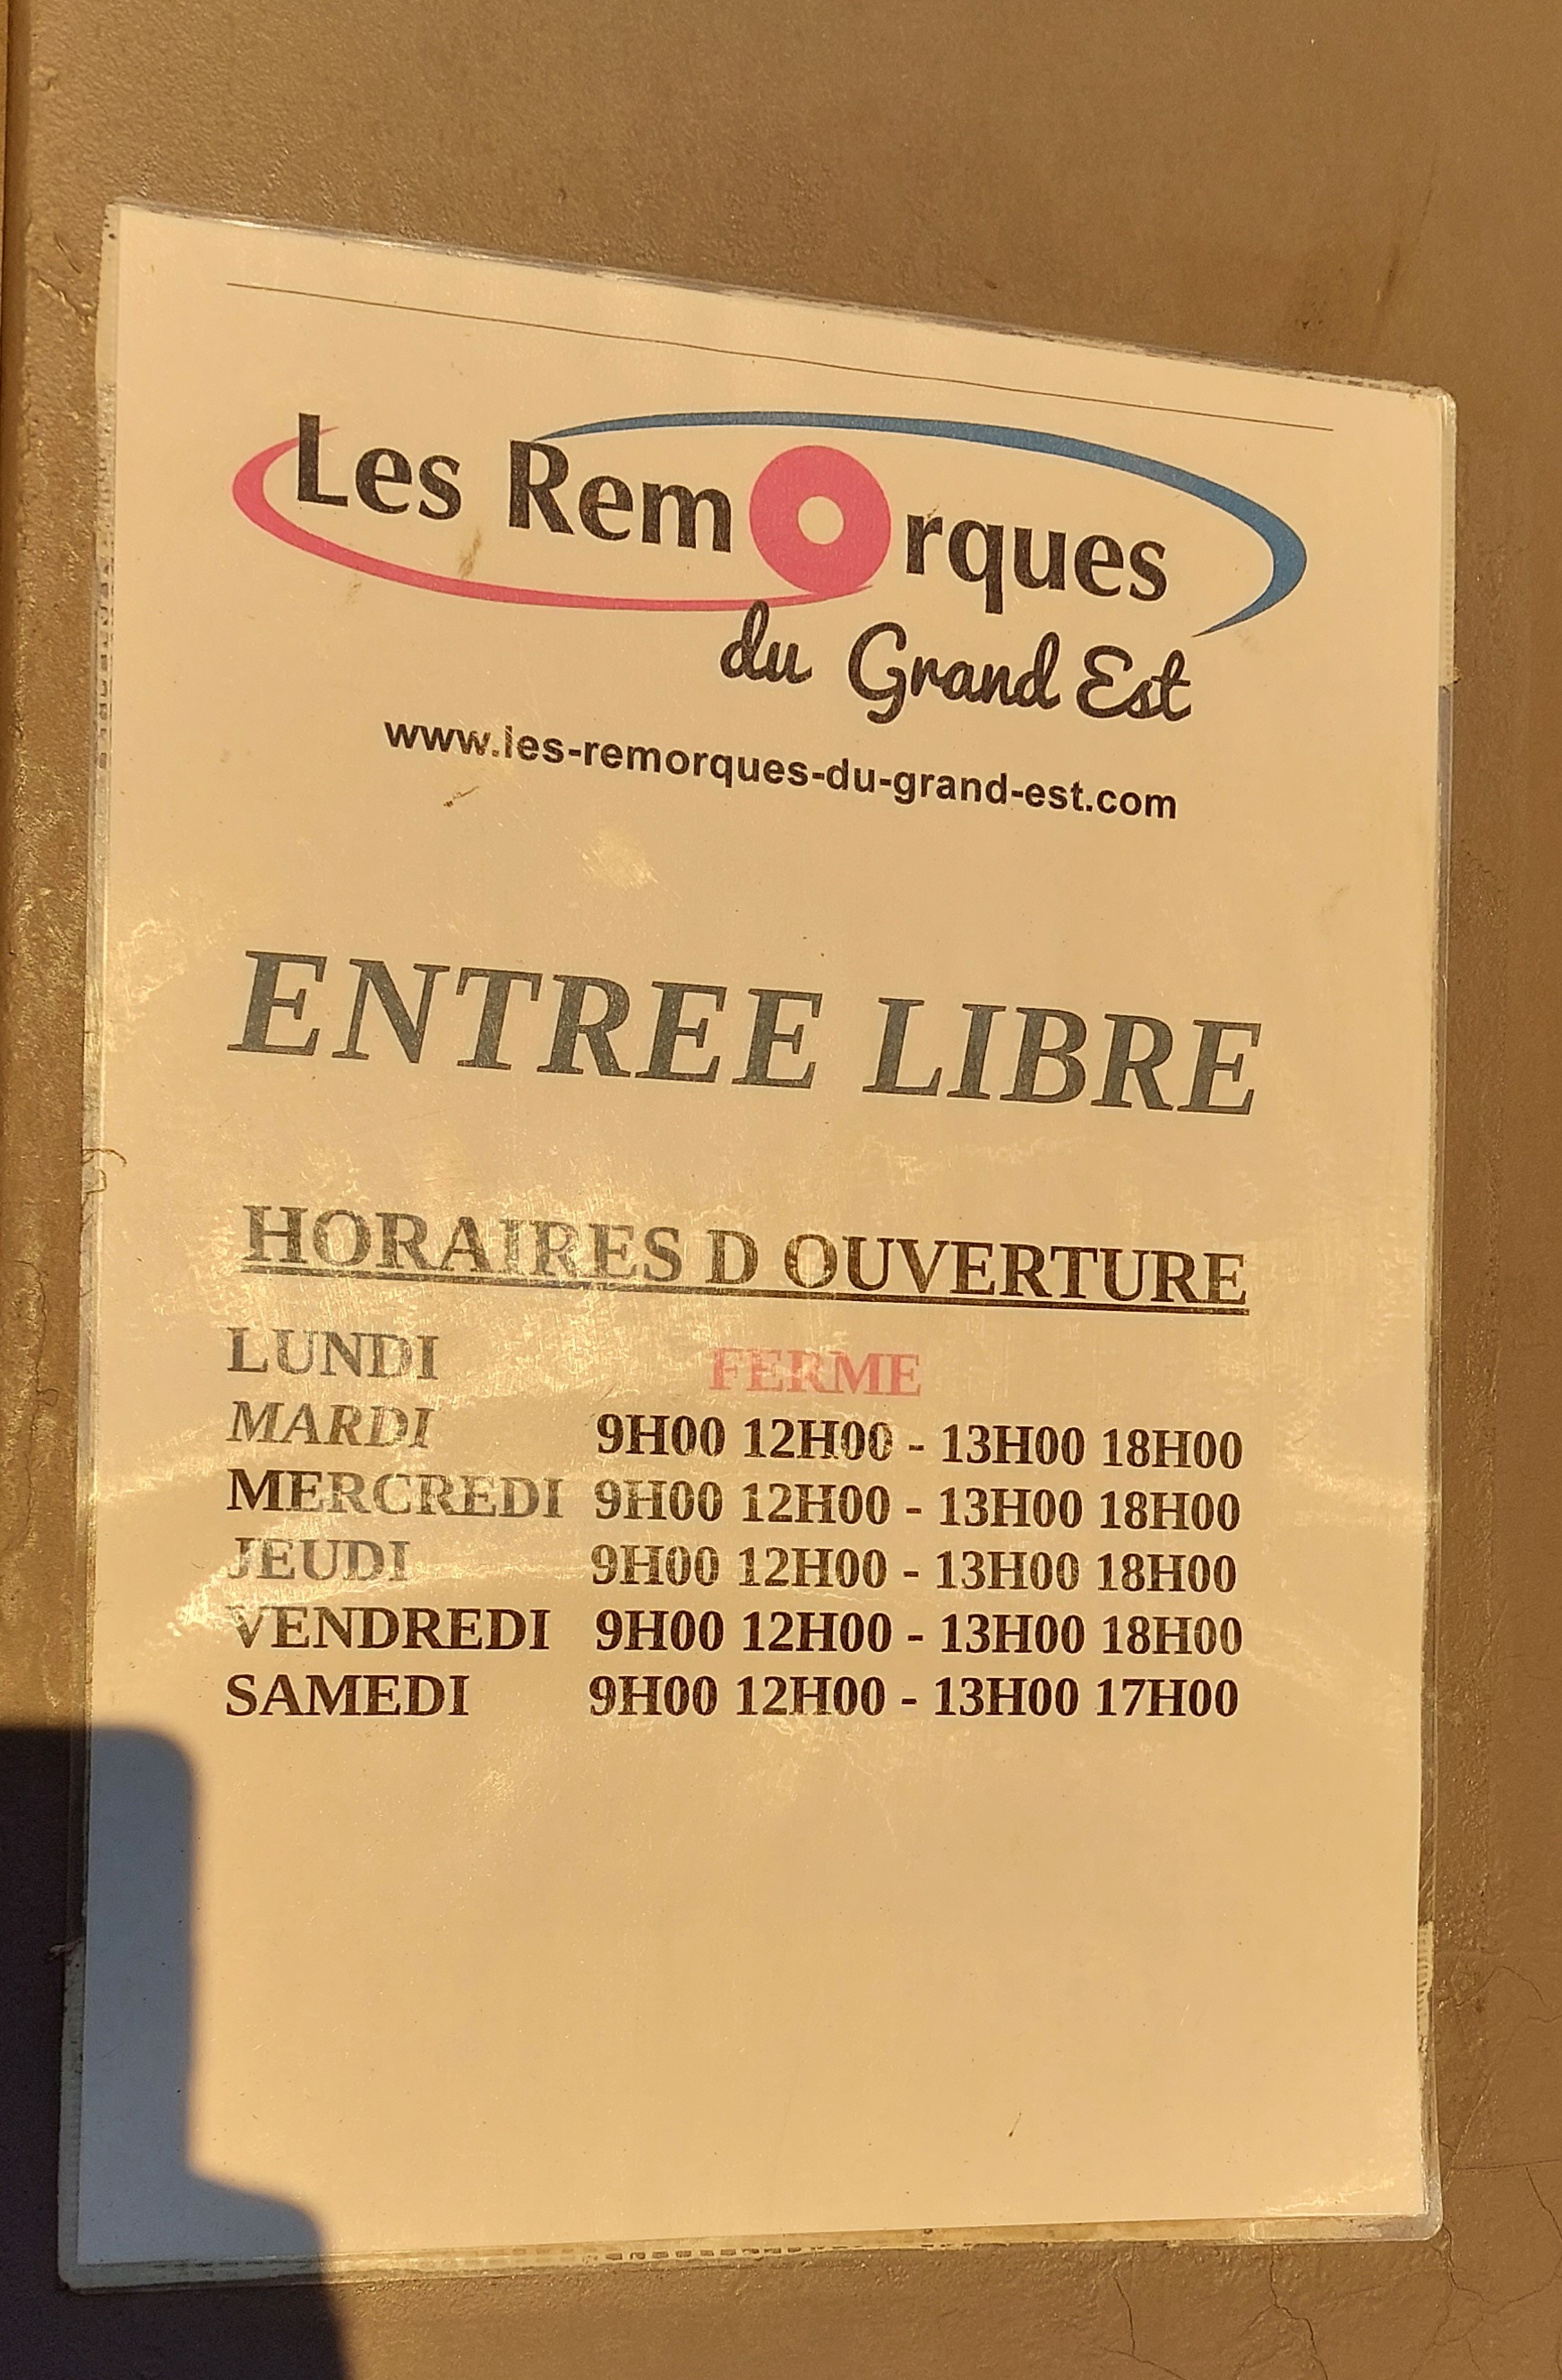 Les Remorques
du Grand Est
www.les-remorques-du-grand-est.com
ENTREE LIBRE
HORAIRES D OUVERTURE
LUNDI FERME
MARDI 9H00 12H00 - 13H00 18H00
MERCREDI 9H00 12H00 - 13H00 18H00
JEUDI 9H00 12H00 - 13H00 18H00
VENDREDI 9H00 12H00 - 13H00 18H00
SAMEDI 9H00 12H00 - 13H00 17H00